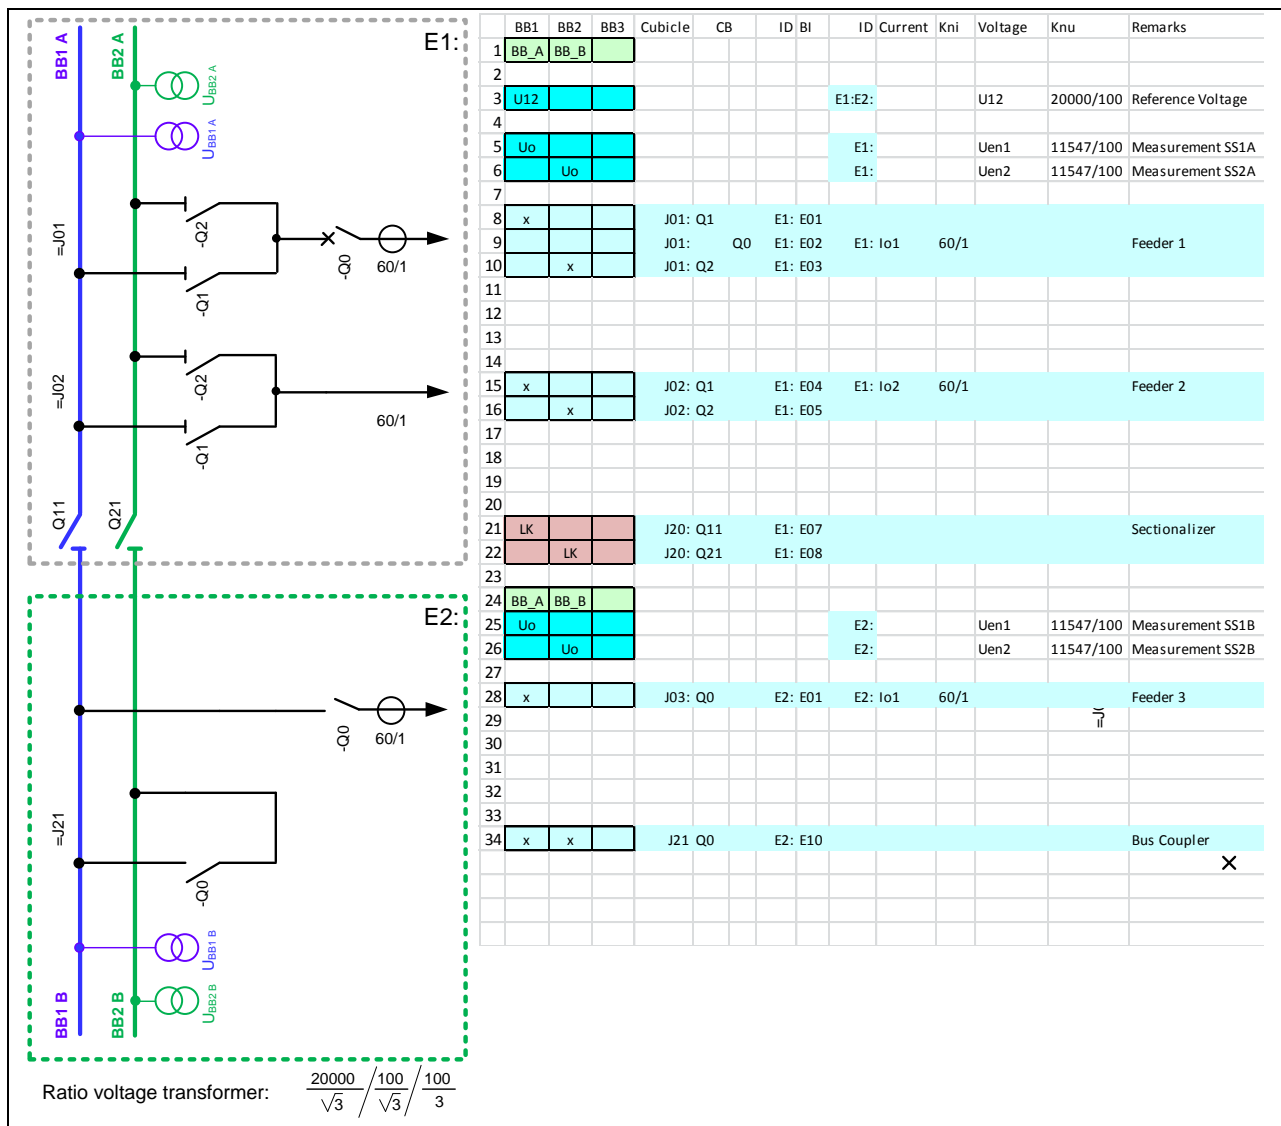 E1:
BB1 A
BB2 A
UBB2 A
UBB1 A
=J01
-Q2
-Q1
-Q0
60/1
=J02
-Q2
-Q1
60/1
Q11
Q21
E2:
-Q0
60/1
=J21
-Q0
UBB1 B
UBB2 B
BB1 B
BB2 B
Ratio voltage transformer: 20000/√3 / 100/√3 / 100/3
BB1 BB2 BB3 Cubicle CB ID BI ID Current Kni Voltage Knu Remarks
1 BB_A BB_B
2
3 U12 E1:E2: U12 20000/100 Reference Voltage
4
5 Uo E1: Uen1 11547/100 Measurement SS1A
6 Uo E1: Uen2 11547/100 Measurement SS2A
7
8 x J01: Q1 E1: E01
9 J01: Q0 E1: E02 E1: Io1 60/1 Feeder 1
10 x J01: Q2 E1: E03
11
12
13
14
15 x J02: Q1 E1: E04 E1: Io2 60/1 Feeder 2
16 x J02: Q2 E1: E05
17
18
19
20
21 LK J20: Q11 E1: E07 Sectionalizer
22 LK J20: Q21 E1: E08
23
24 BB_A BB_B
25 Uo E2: Uen1 11547/100 Measurement SS1B
26 Uo E2: Uen2 11547/100 Measurement SS2B
27
28 x J03: Q0 E2: E01 E2: Io1 60/1 Feeder 3
29
30
31
32
33
34 x x J21 Q0 E2: E10 Bus Coupler